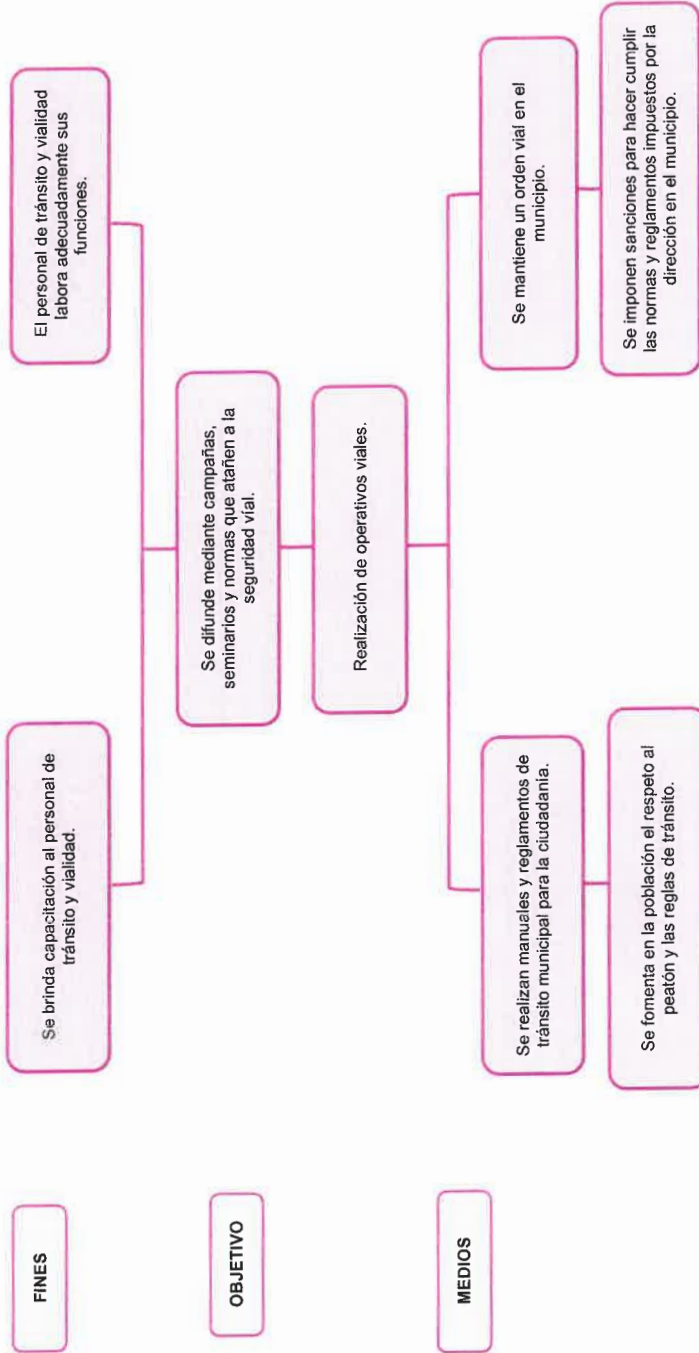 FINES
Se brinda capacitación al personal de
tránsito y vialidad.
El personal de tránsito y vialidad
labora adecuadamente sus
funciones.
OBJETIVO
Se difunde mediante campañas,
seminarios y normas que atañen a la
seguridad vial.
Realización de operativos viales.
MEDIOS
Se realizan manuales y reglamentos de
tránsito municipal para la ciudadanía.
Se mantiene un orden vial en el
municipio.
Se fomenta en la población el respeto al
peatón y las reglas de tránsito.
Se imponen sanciones para hacer cumplir
las normas y reglamentos impuestos por la
dirección en el municipio.